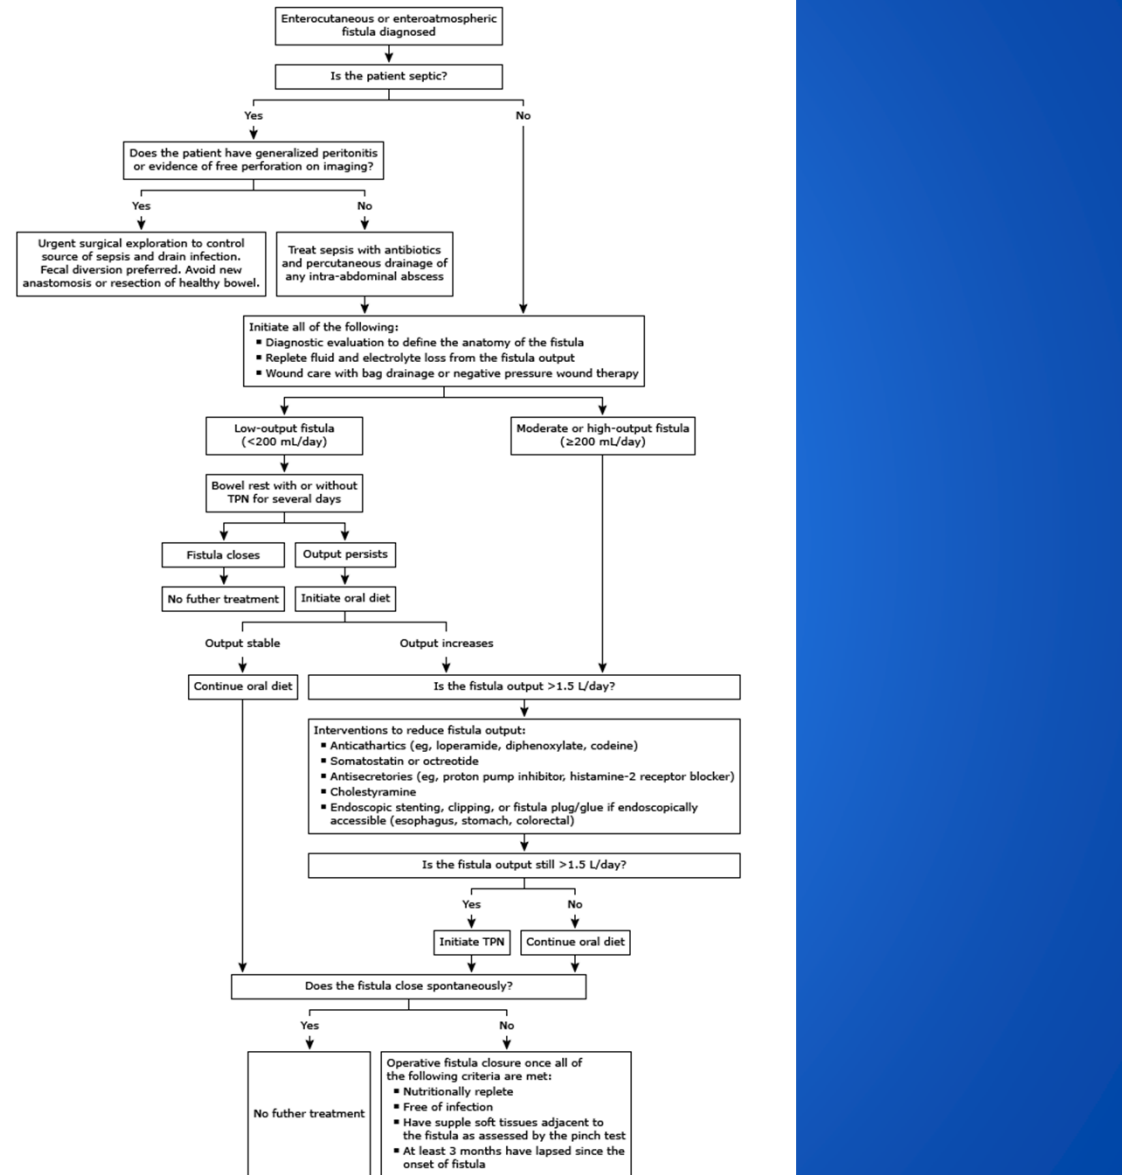 Enterocutaneous or enteroatmospheric
fistula diagnosed
Is the patient septic?
Yes
No
Does the patient have generalized peritonitis
or evidence of free perforation on imaging?
Yes
No
Urgent surgical exploration to control
source of sepsis and drain infection.
Fecal diversion preferred. Avoid new
anastomosis or resection of healthy bowel.
Treat sepsis with antibiotics
and percutaneous drainage of
any intra-abdominal abscess
Initiate all of the following:
▪ Diagnostic evaluation to define the anatomy of the fistula
▪ Replete fluid and electrolyte loss from the fistula output
▪ Wound care with bag drainage or negative pressure wound therapy
Low-output fistula
(<200 mL/day)
Moderate or high-output fistula
(≥200 mL/day)
Bowel rest with or without
TPN for several days
Fistula closes
Output persists
No futher treatment
Initiate oral diet
Output stable
Output increases
Continue oral diet
Is the fistula output >1.5 L/day?
Interventions to reduce fistula output:
▪ Anticathartics (eg, loperamide, diphenoxylate, codeine)
▪ Somatostatin or octreotide
▪ Antisecretories (eg, proton pump inhibitor, histamine-2 receptor blocker)
▪ Cholestyramine
▪ Endoscopic stenting, clipping, or fistula plug/glue if endoscopically
accessible (esophagus, stomach, colorectal)
Is the fistula output still >1.5 L/day?
Yes
No
Initiate TPN
Continue oral diet
Does the fistula close spontaneously?
Yes
No
No futher treatment
Operative fistula closure once all of
the following criteria are met:
▪ Nutritionally replete
▪ Free of infection
▪ Have supple soft tissues adjacent to
the fistula as assessed by the pinch test
▪ At least 3 months have lapsed since the
onset of fistula